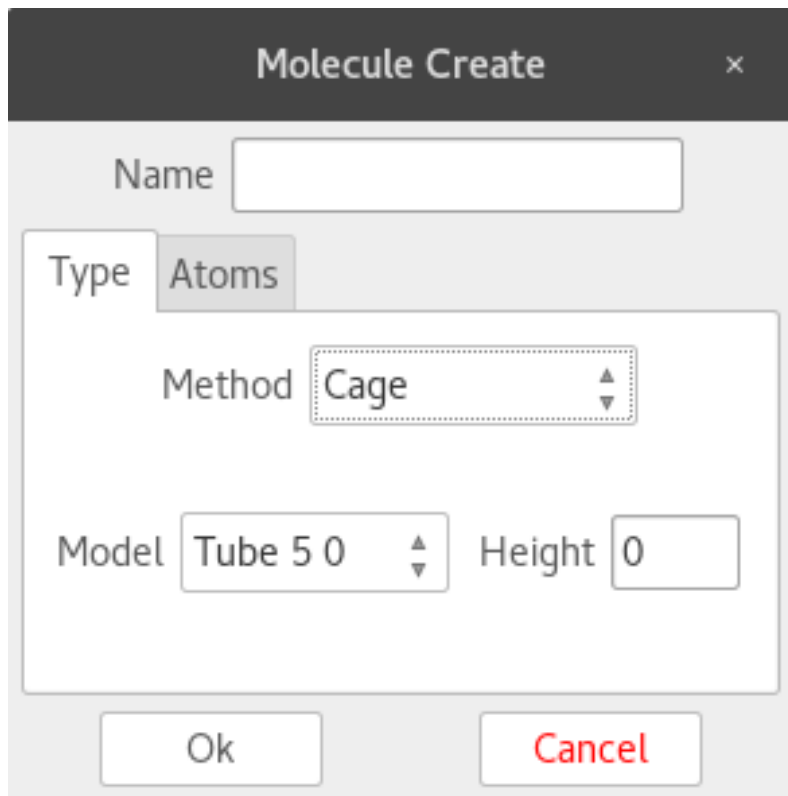 Molecule Create ×
Name
Type Atoms
Method Cage
Model Tube 5 0 Height 0
Ok Cancel